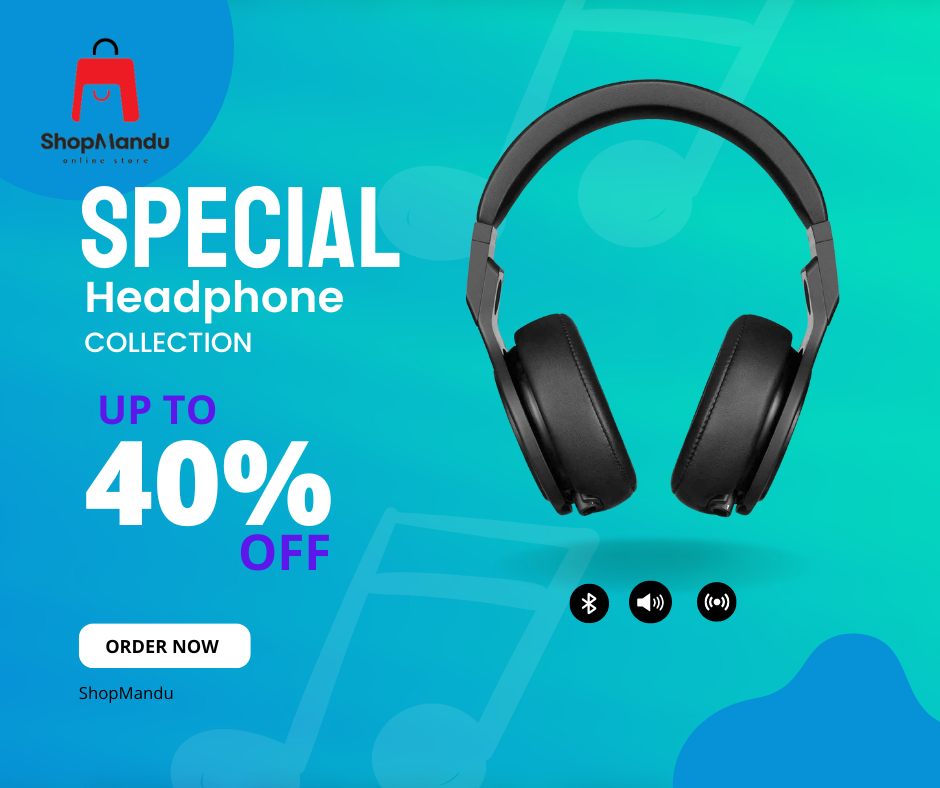 ShopMandu
online store
SPECIAL
Headphone
COLLECTION
UP TO
40%
OFF
ORDER NOW
ShopMandu